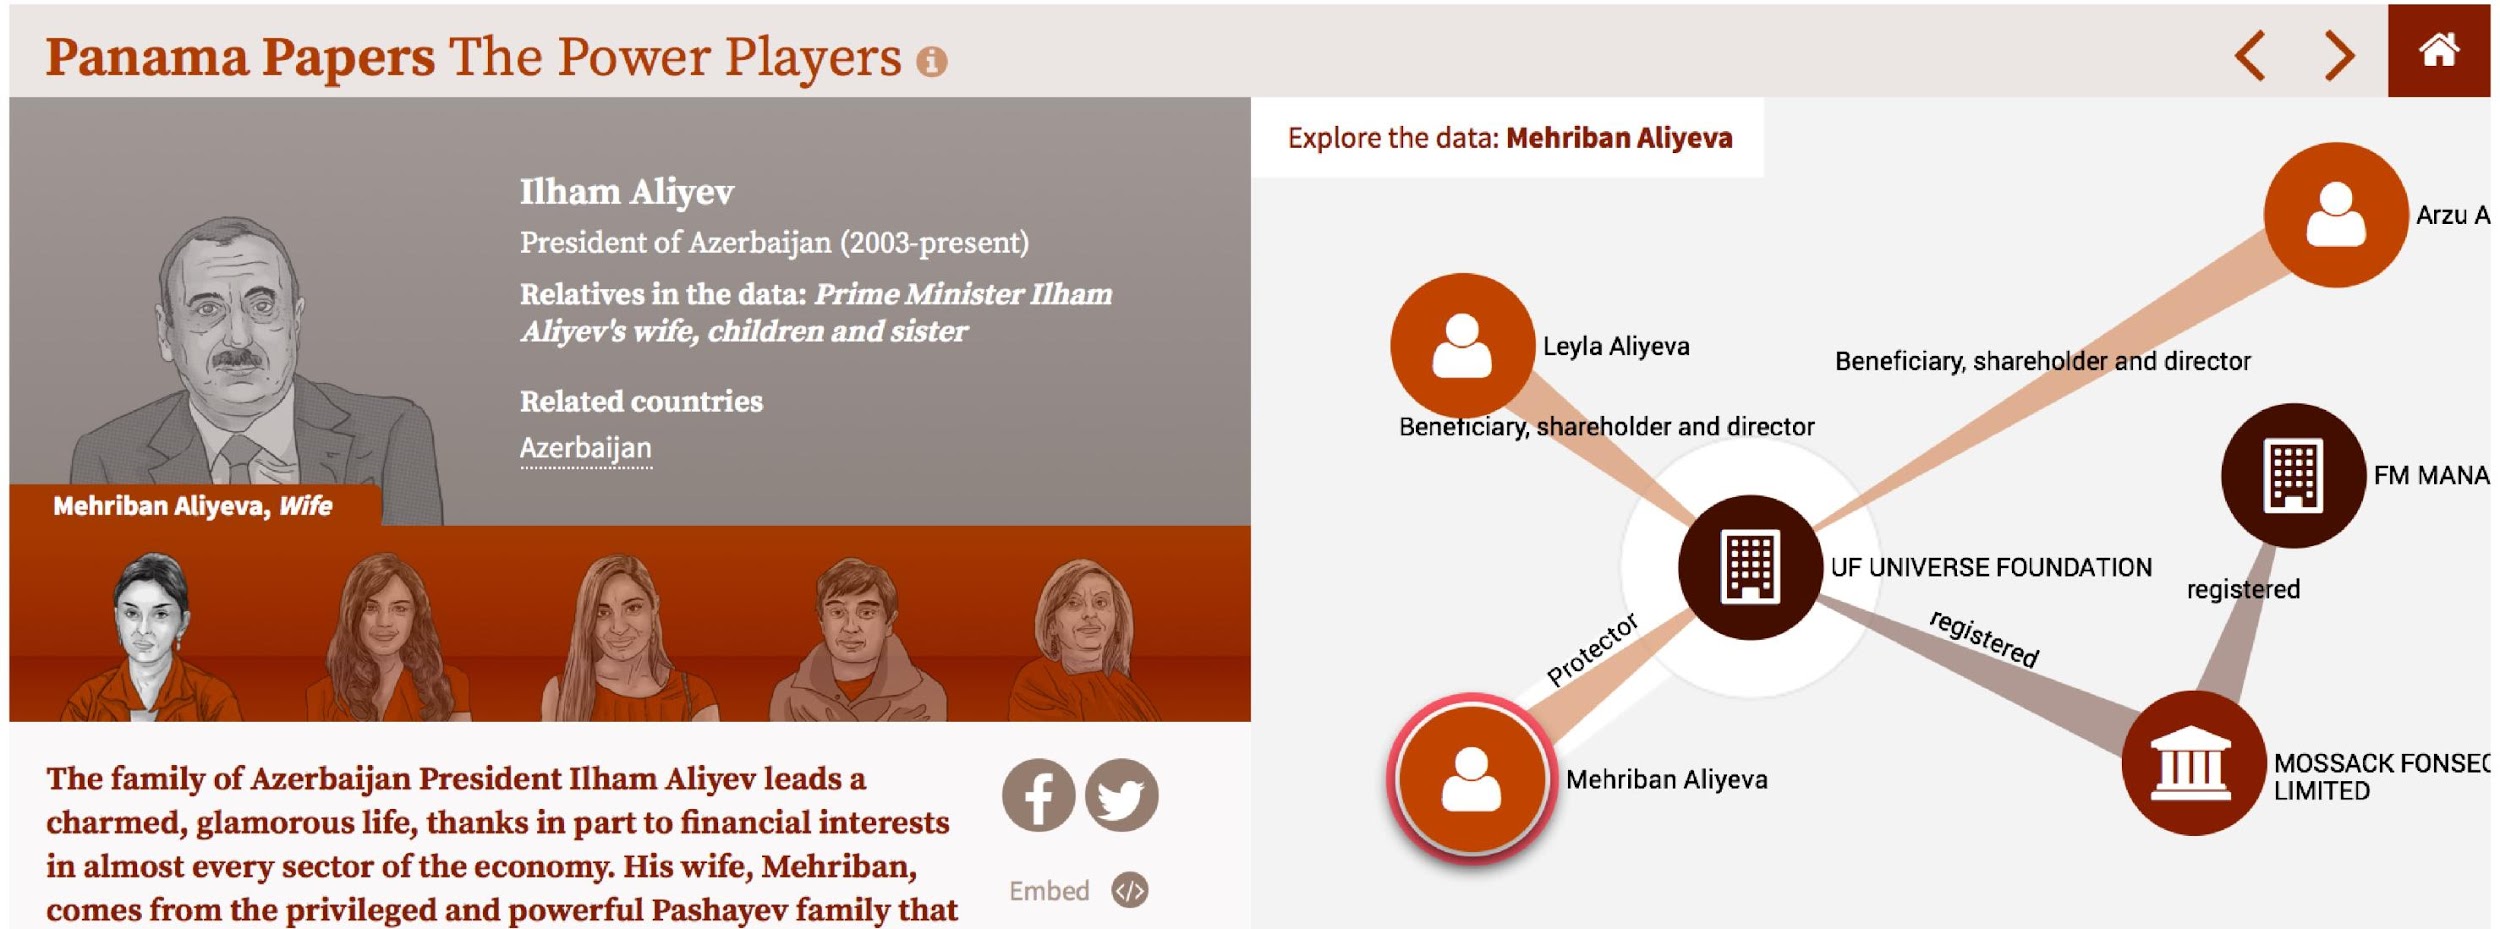 Panama Papers The Power Players
Ilham Aliyev
President of Azerbaijan (2003-present)
Relatives in the data: Prime Minister Ilham
Aliyev's wife, children and sister
Related countries
Azerbaijan
Mehriban Aliyeva, Wife
The family of Azerbaijan President Ilham Aliyev leads a
charmed, glamorous life, thanks in part to financial interests
in almost every sector of the economy. His wife, Mehriban,
comes from the privileged and powerful Pashayev family that
Embed
Explore the data: Mehriban Aliyeva
Arzu A
Leyla Aliyeva
Beneficiary, shareholder and director
Beneficiary, shareholder and director
FM MANA
UF UNIVERSE FOUNDATION
registered
registered
Protector
Mehriban Aliyeva
MOSSACK FONSEC
LIMITED